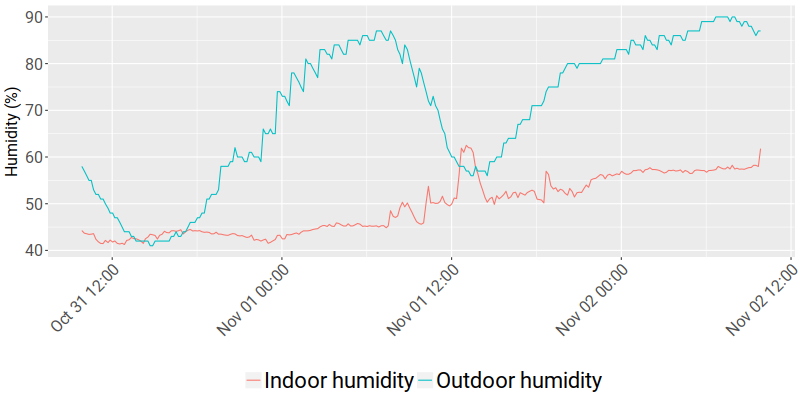 Humidity (%)
90
80
70
60
50
40
Oct 31 12:00
Nov 01 00:00
Nov 01 12:00
Nov 02 00:00
Nov 02 12:00
Indoor humidity Outdoor humidity